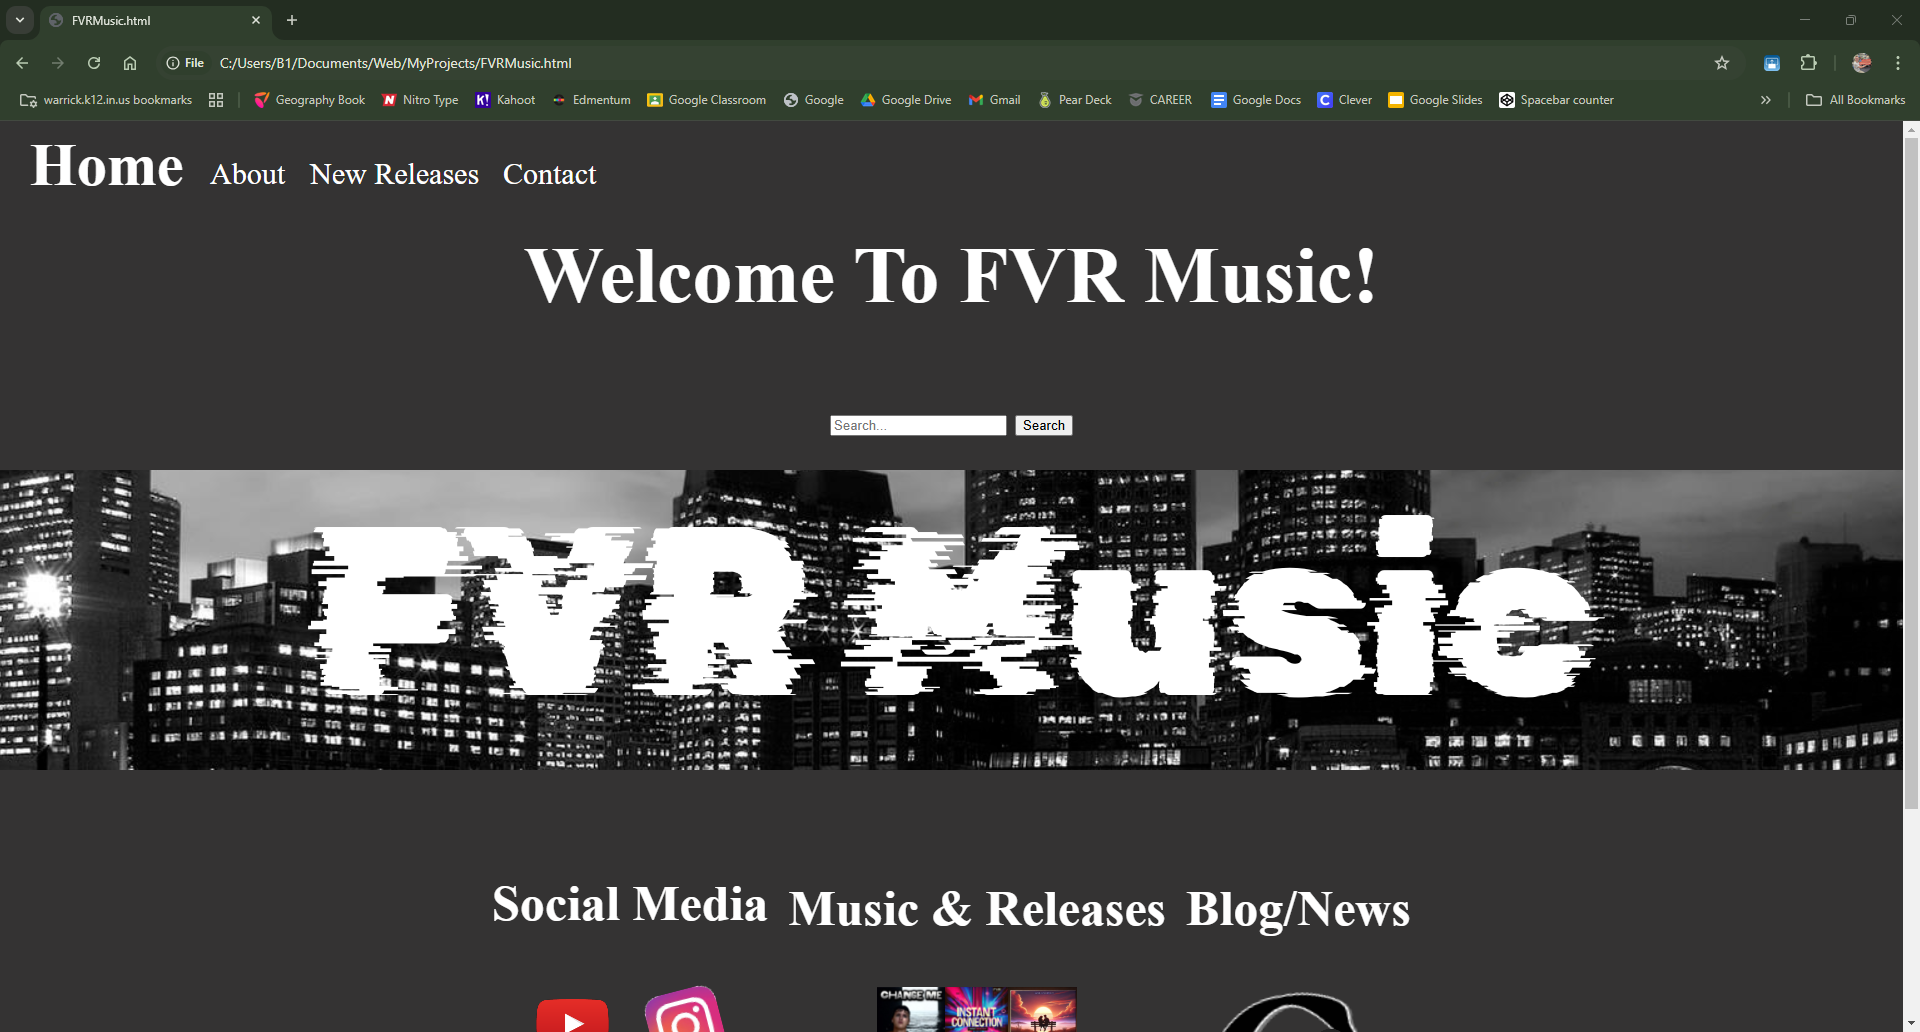 FVRMusic.html
File C:/Users/B1/Documents/Web/MyProjects/FVRMusic.html
warrick.k12.in.us bookmarks Geography Book Nitro Type Kahoot Edmentum Google Classroom Google Google Drive Gmail Pear Deck CAREER Google Docs Clever Google Slides Spacebar counter All Bookmarks
Home About New Releases Contact
Welcome To FVR Music!
Search... Search
FVR Music
Social Media Music & Releases Blog/News
CHANGE ME
INSTANT
CONNECTION